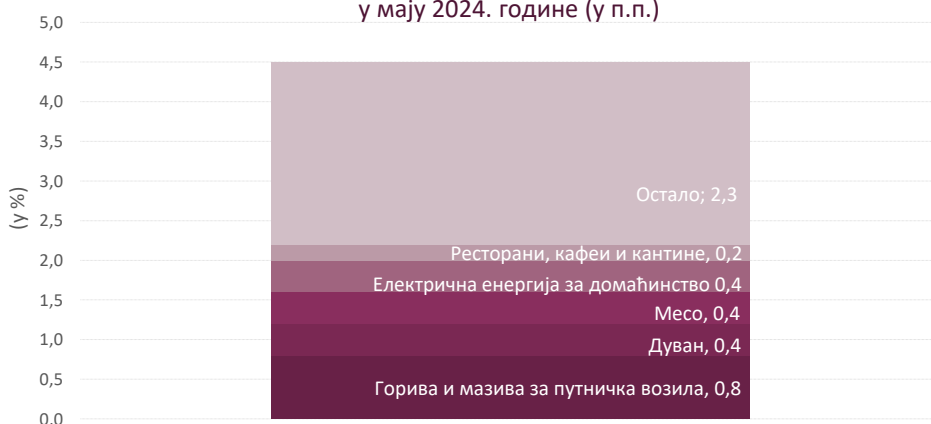 у мају 2024. године (у п.п.)
5,0
4,5
4,0
3,5
3,0
2,5
2,0
1,5
1,0
0,5
0,0
(у %)
Остало; 2,3
Ресторани, кафеи и кантине, 0,2
Електрична енергија за домаћинство 0,4
Месо, 0,4
Дуван, 0,4
Горива и мазива за путничка возила, 0,8